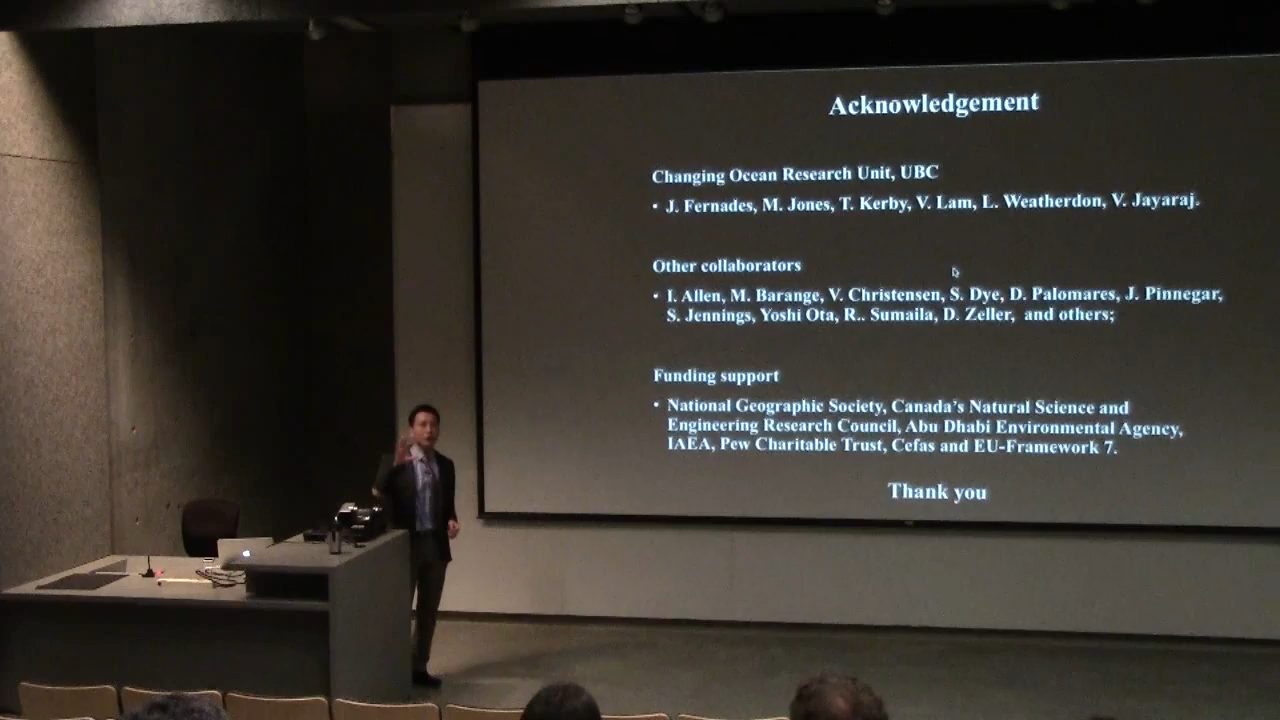 Acknowledgement
Changing Ocean Research Unit, UBC
• J. Fernades, M. Jones, T. Kerby, V. Lam, L. Weatherdon, V. Jayaraj.
Other collaborators
• I. Allen, M. Barange, V. Christensen, S. Dye, D. Palomares, J. Pinnegar,
S. Jennings, Yoshi Ota, R.. Sumaila, D. Zeller, and others;
Funding support
• National Geographic Society, Canada's Natural Science and
Engineering Research Council, Abu Dhabi Environmental Agency,
IAEA, Pew Charitable Trust, Cefas and EU-Framework 7.
Thank you